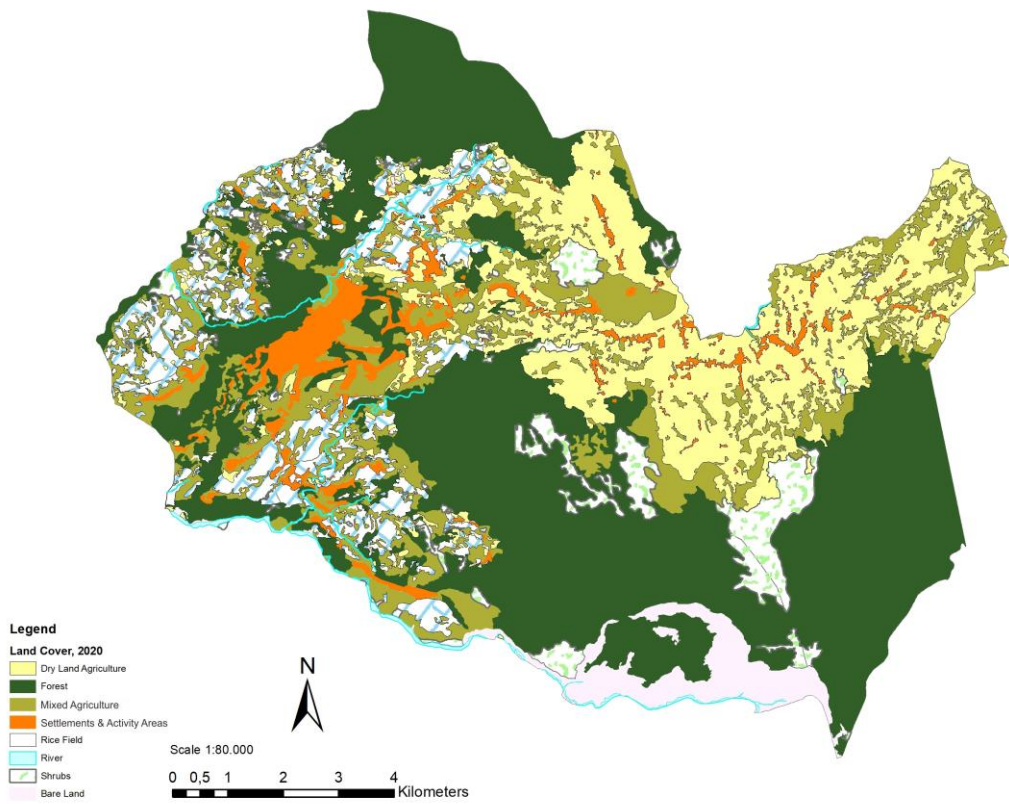 N
Legend
Land Cover, 2020
Dry Land Agriculture
Forest
Mixed Agriculture
Settlements & Activity Areas
Rice Field
River
Shrubs
Bare Land
Scale 1:80.000
0 0,5 1 2 3 4
Kilometers